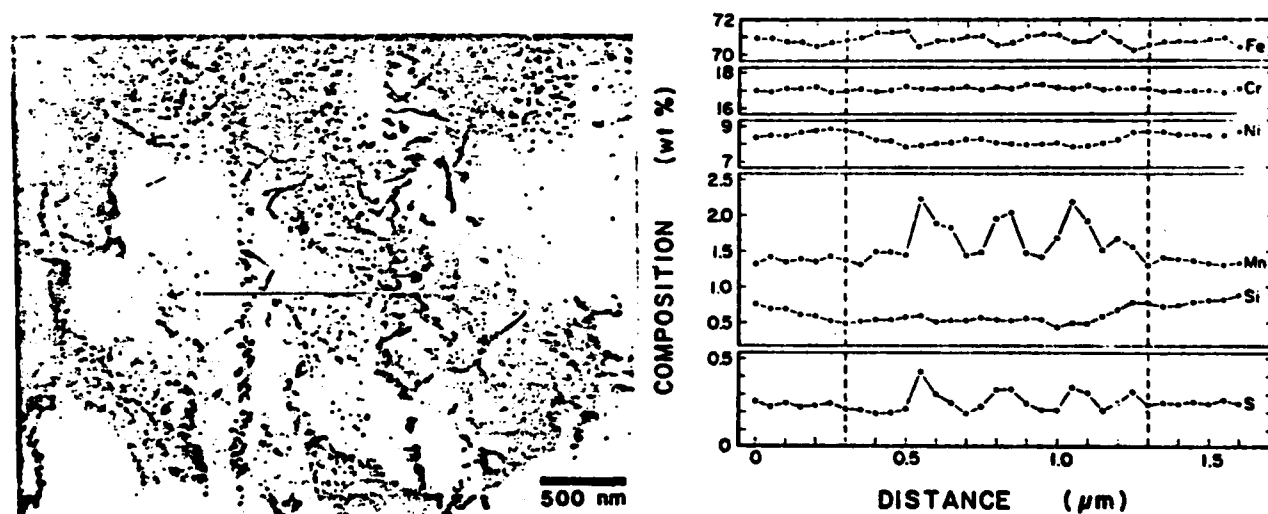 500 nm
COMPOSITION (wt %)
72
70
Fe
18
16
Cr
9
7
Ni
2.5
2.0
1.5
Mn
1.0
Si
0.5
0.5
S
0
0 0.5 1.0 1.5
DISTANCE (μm)